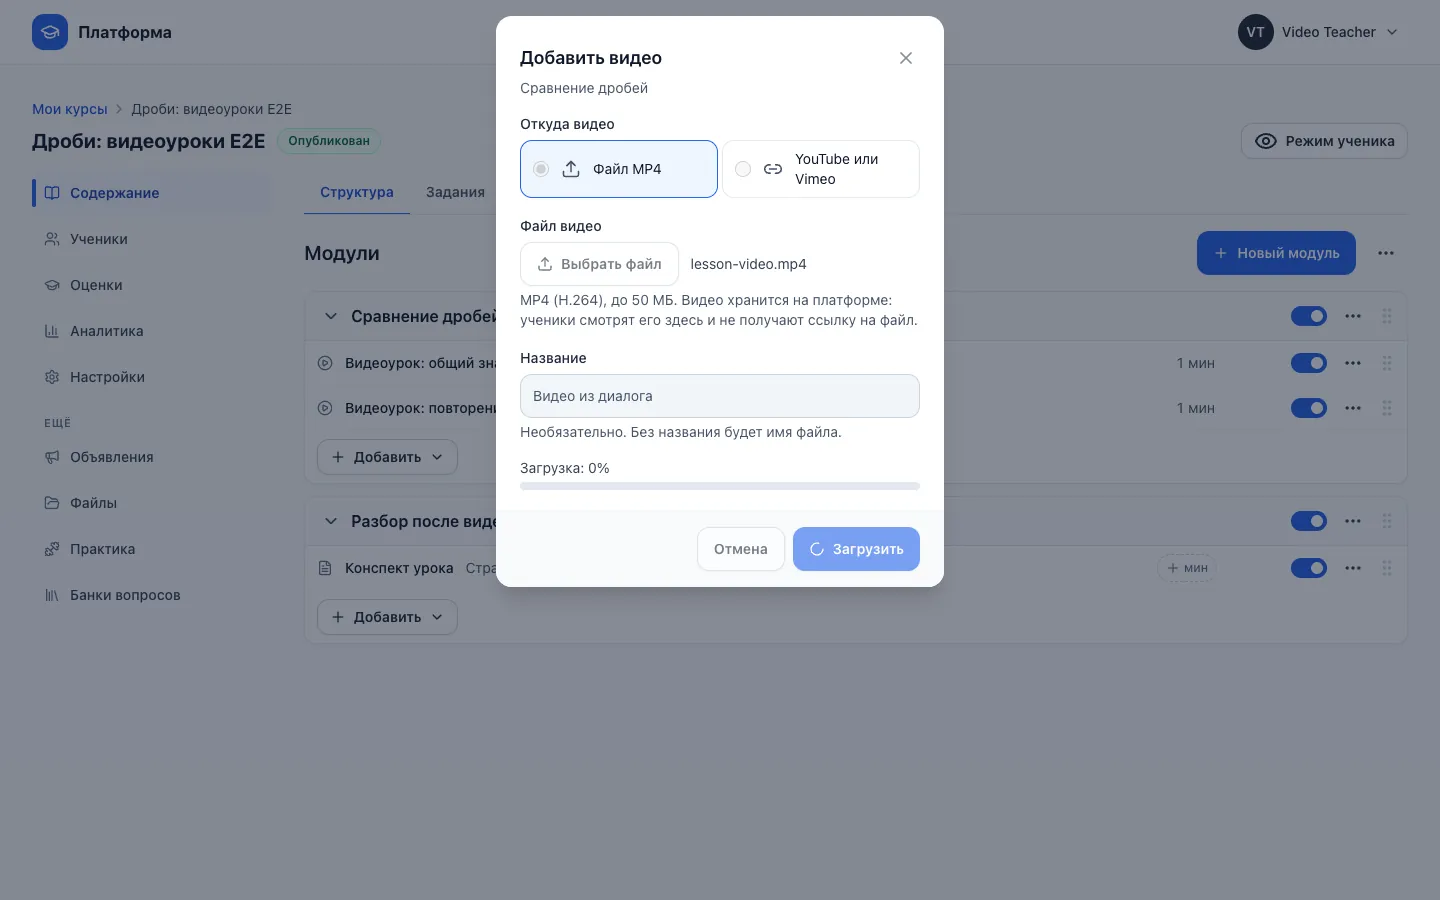 Платформа
VT Video Teacher
Мои курсы > Дроби: видеоуроки E2E
Дроби: видеоуроки E2E Опубликован
Режим ученика
Содержание
Ученики
Оценки
Аналитика
Настройки
ЕЩЁ
Объявления
Файлы
Практика
Банки вопросов
Структура Задания
Модули
+ Новый модуль
Сравнение дробей
Видеоурок: общий
1 мин
Видеоурок:
1 мин
+ Добавить
Разбор после
Конспект урока
+ мин
+ Добавить
Добавить видео
Сравнение дробей
Откуда видео
Файл MP4
YouTube или
Vimeo
Файл видео
Выбрать файл lesson-video.mp4
MP4 (H.264), до 50 МБ. Видео хранится на платформе:
ученики смотрят его здесь и не получают ссылку на файл.
Название
Видео из диалога
Необязательно. Без названия будет имя файла.
Загрузка: 0%
Отмена Загрузить